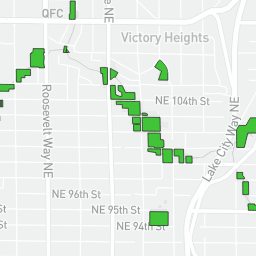 QFC
ke NE
Victory Heights
NE 104th St
Roosevelt Way NE
Lake City Way NE
NE 96th St
St
NE 95th St
St
NE 94th St